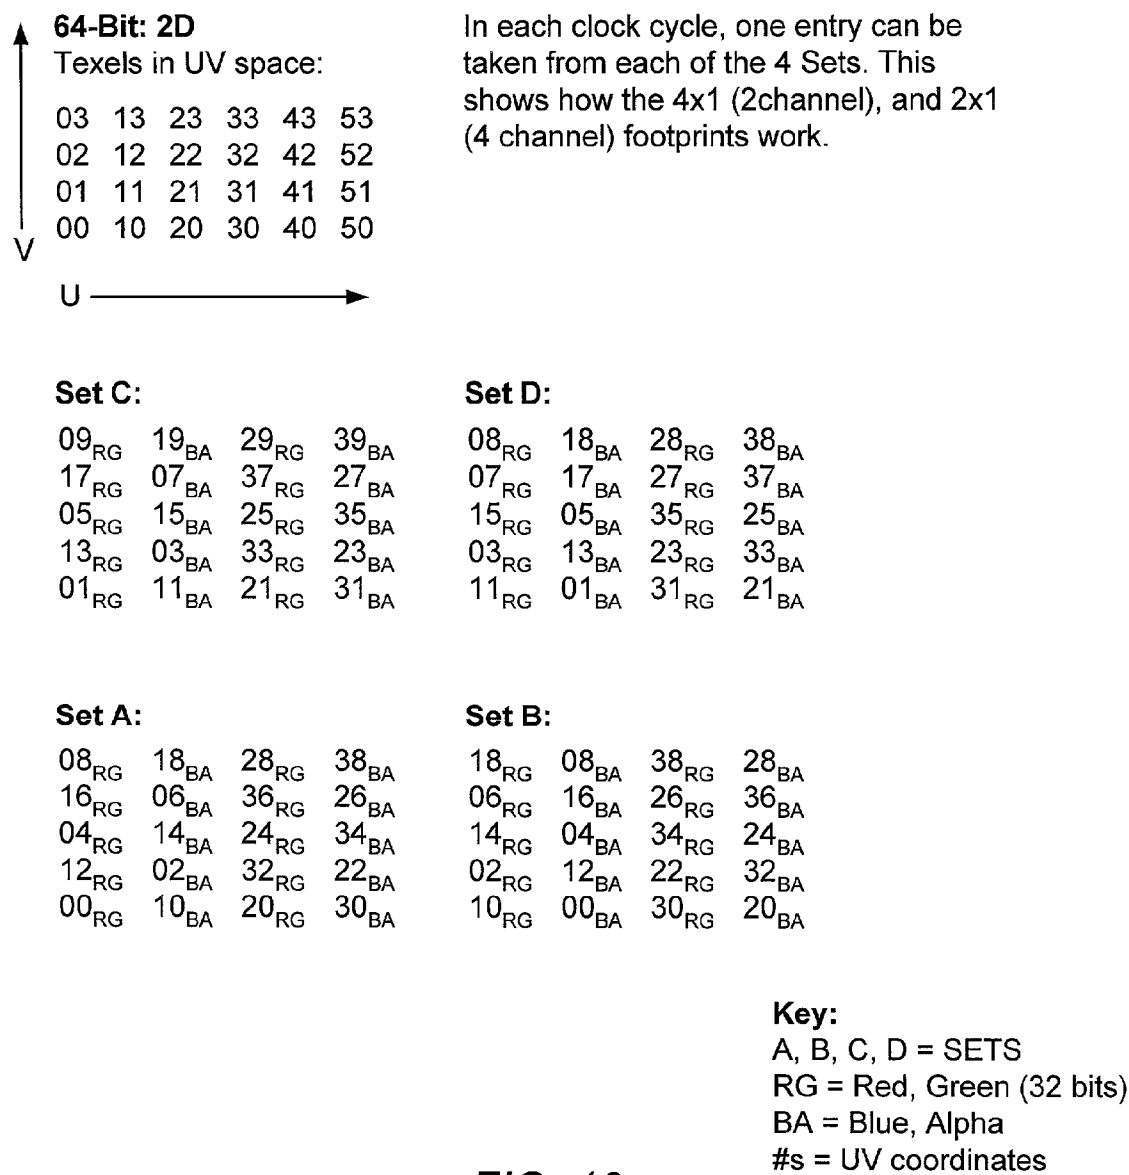 64-Bit: 2D
Texels in UV space:
03 13 23 33 43 53
02 12 22 32 42 52
01 11 21 31 41 51
00 10 20 30 40 50
V
U
In each clock cycle, one entry can be
taken from each of the 4 Sets. This
shows how the 4x1 (2channel), and 2x1
(4 channel) footprints work.
Set C:
09RG 19BA 29RG 39BA
17RG 07BA 37RG 27BA
05RG 15BA 25RG 35BA
13RG 03BA 33RG 23BA
01RG 11BA 21RG 31BA
Set D:
08RG 18BA 28RG 38BA
07RG 17BA 27RG 37BA
15RG 05BA 35RG 25BA
03RG 13BA 23RG 33BA
11RG 01BA 31RG 21BA
Set A:
08RG 18BA 28RG 38BA
16RG 06BA 36RG 26BA
04RG 14BA 24RG 34BA
12RG 02BA 32RG 22BA
00RG 10BA 20RG 30BA
Set B:
18RG 08BA 38RG 28BA
06RG 16BA 26RG 36BA
14RG 04BA 34RG 24BA
02RG 12BA 22RG 32BA
10RG 00BA 30RG 20BA
Key:
A, B, C, D = SETS
RG = Red, Green (32 bits)
BA = Blue, Alpha
#s = UV coordinates